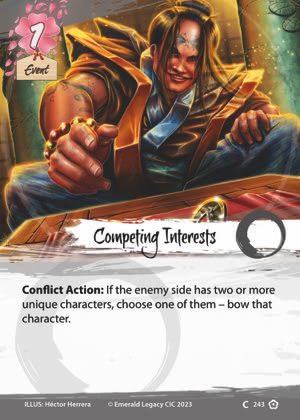 1
Event
Competing Interests
Conflict Action: If the enemy side has two or more
unique characters, choose one of them – bow that
character.
ILLUS: Héctor Herrera © Emerald Legacy CIC 2023 C 243